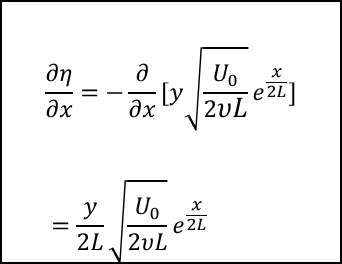 ∂η/∂x = − ∂/∂x [y √(U₀/2υL) e^(x/2L)]
= y/2L √(U₀/2υL) e^(x/2L)